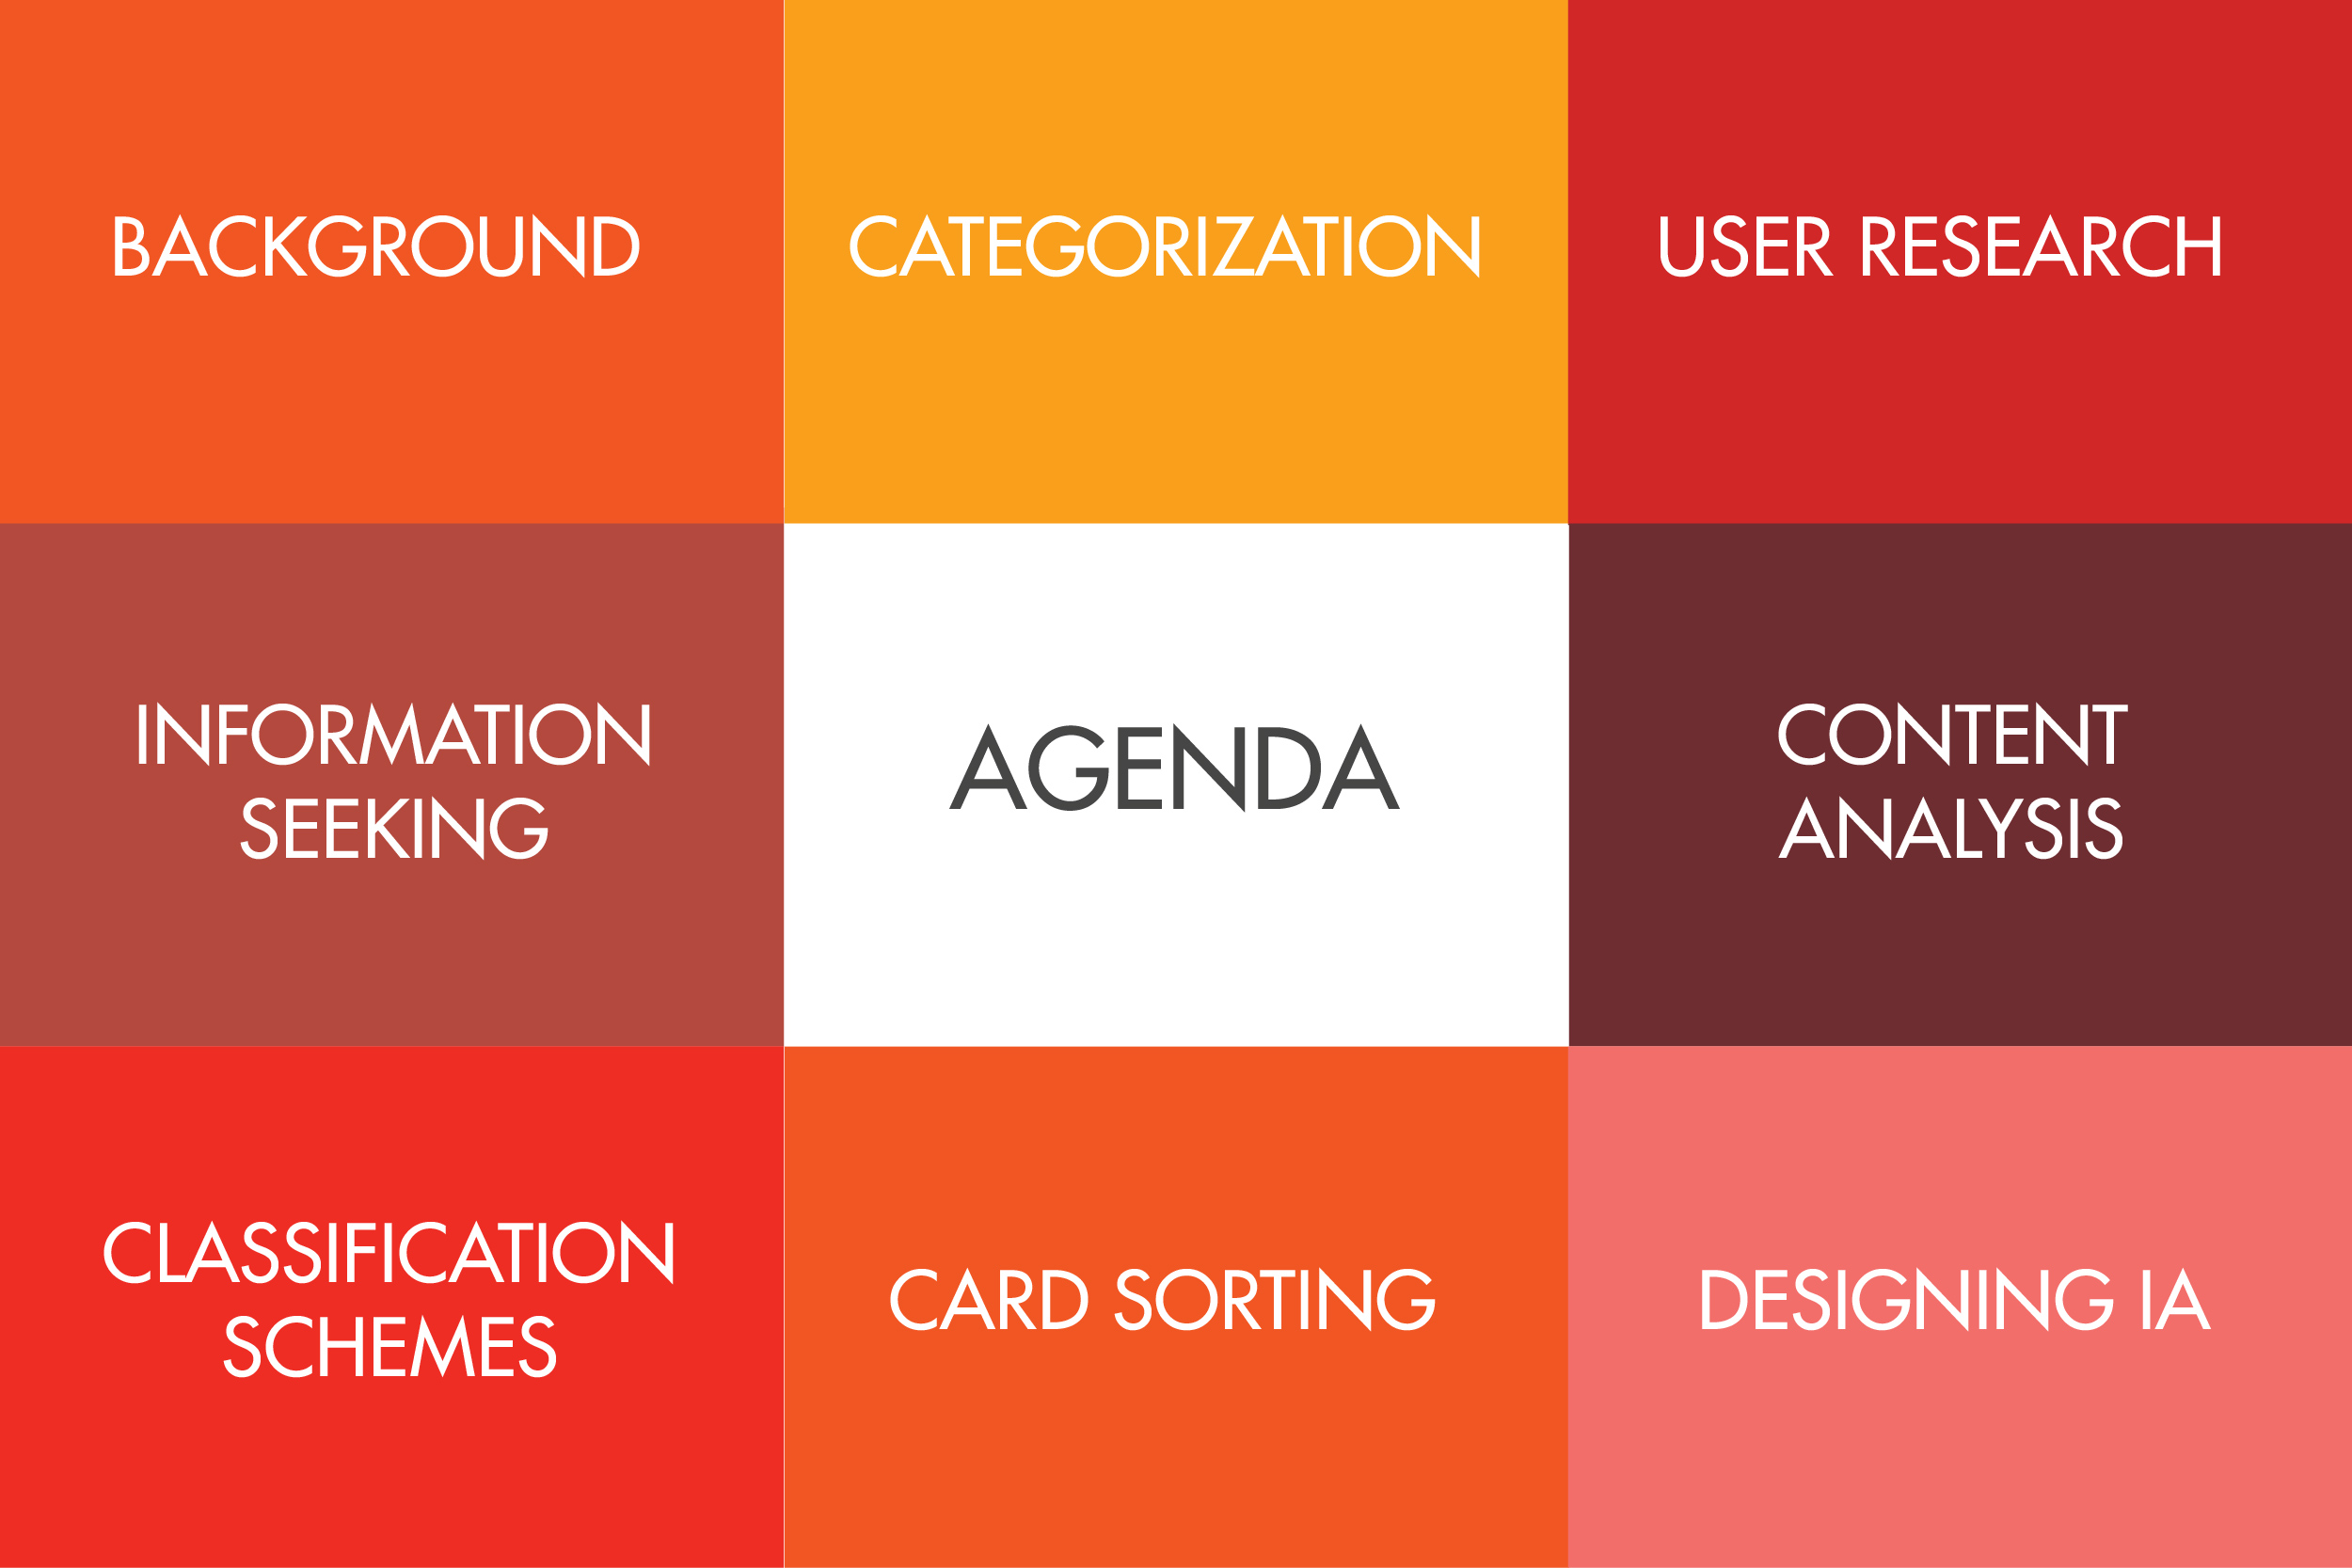 BACKGROUND
CATEGORIZATION
USER RESEARCH
INFORMATION
SEEKING
AGENDA
CONTENT
ANALYSIS
CLASSIFICATION
SCHEMES
CARD SORTING
DESIGNING IA